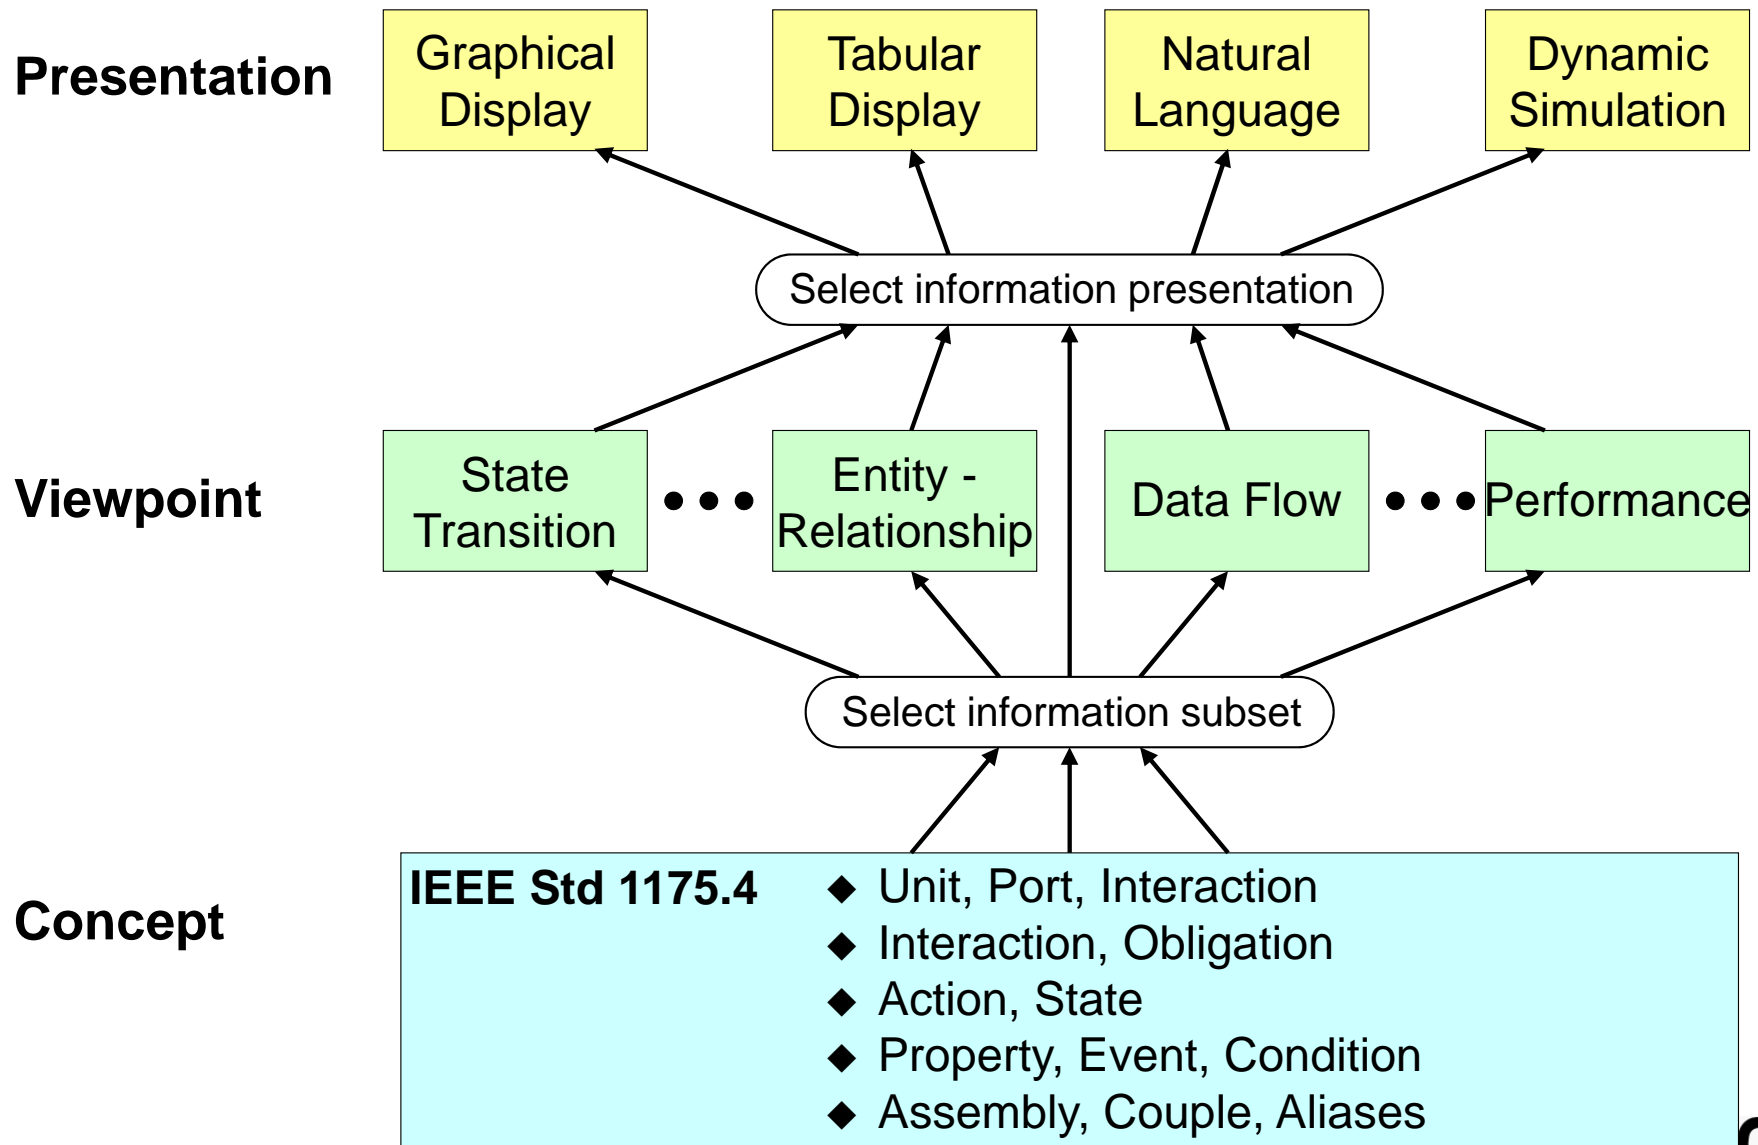 Presentation
Graphical
Display
Tabular
Display
Natural
Language
Dynamic
Simulation
Select information presentation
Viewpoint
State
Transition
Entity -
Relationship
Data Flow
Performance
Select information subset
Concept
IEEE Std 1175.4
◆ Unit, Port, Interaction
◆ Interaction, Obligation
◆ Action, State
◆ Property, Event, Condition
◆ Assembly, Couple, Aliases